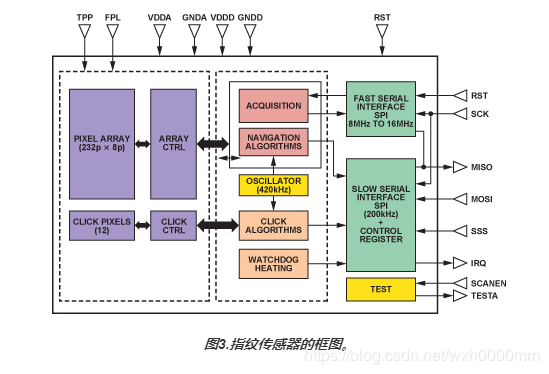 TPP FPL VDDA GNDA VDDD GNDD RST
ACQUISITION
FAST SERIAL
INTERFACE
SPI
8MHz TO 16MHz
RST
SCK
PIXEL ARRAY
(232p × 8p)
ARRAY
CTRL
NAVIGATION
ALGORITHMS
MISO
OSCILLATOR
(420kHz)
SLOW SERIAL
INTERFACE
SPI
(200kHz)
+
CONTROL
REGISTER
MOSI
SSS
IRQ
CLICK PIXELS
(12)
CLICK
CTRL
CLICK
ALGORITHMS
WATCHDOG
HEATING
TEST
SCANEN
TESTA
图3.指纹传感器的框图。
https://blog.csdn.net/wxh0000mm